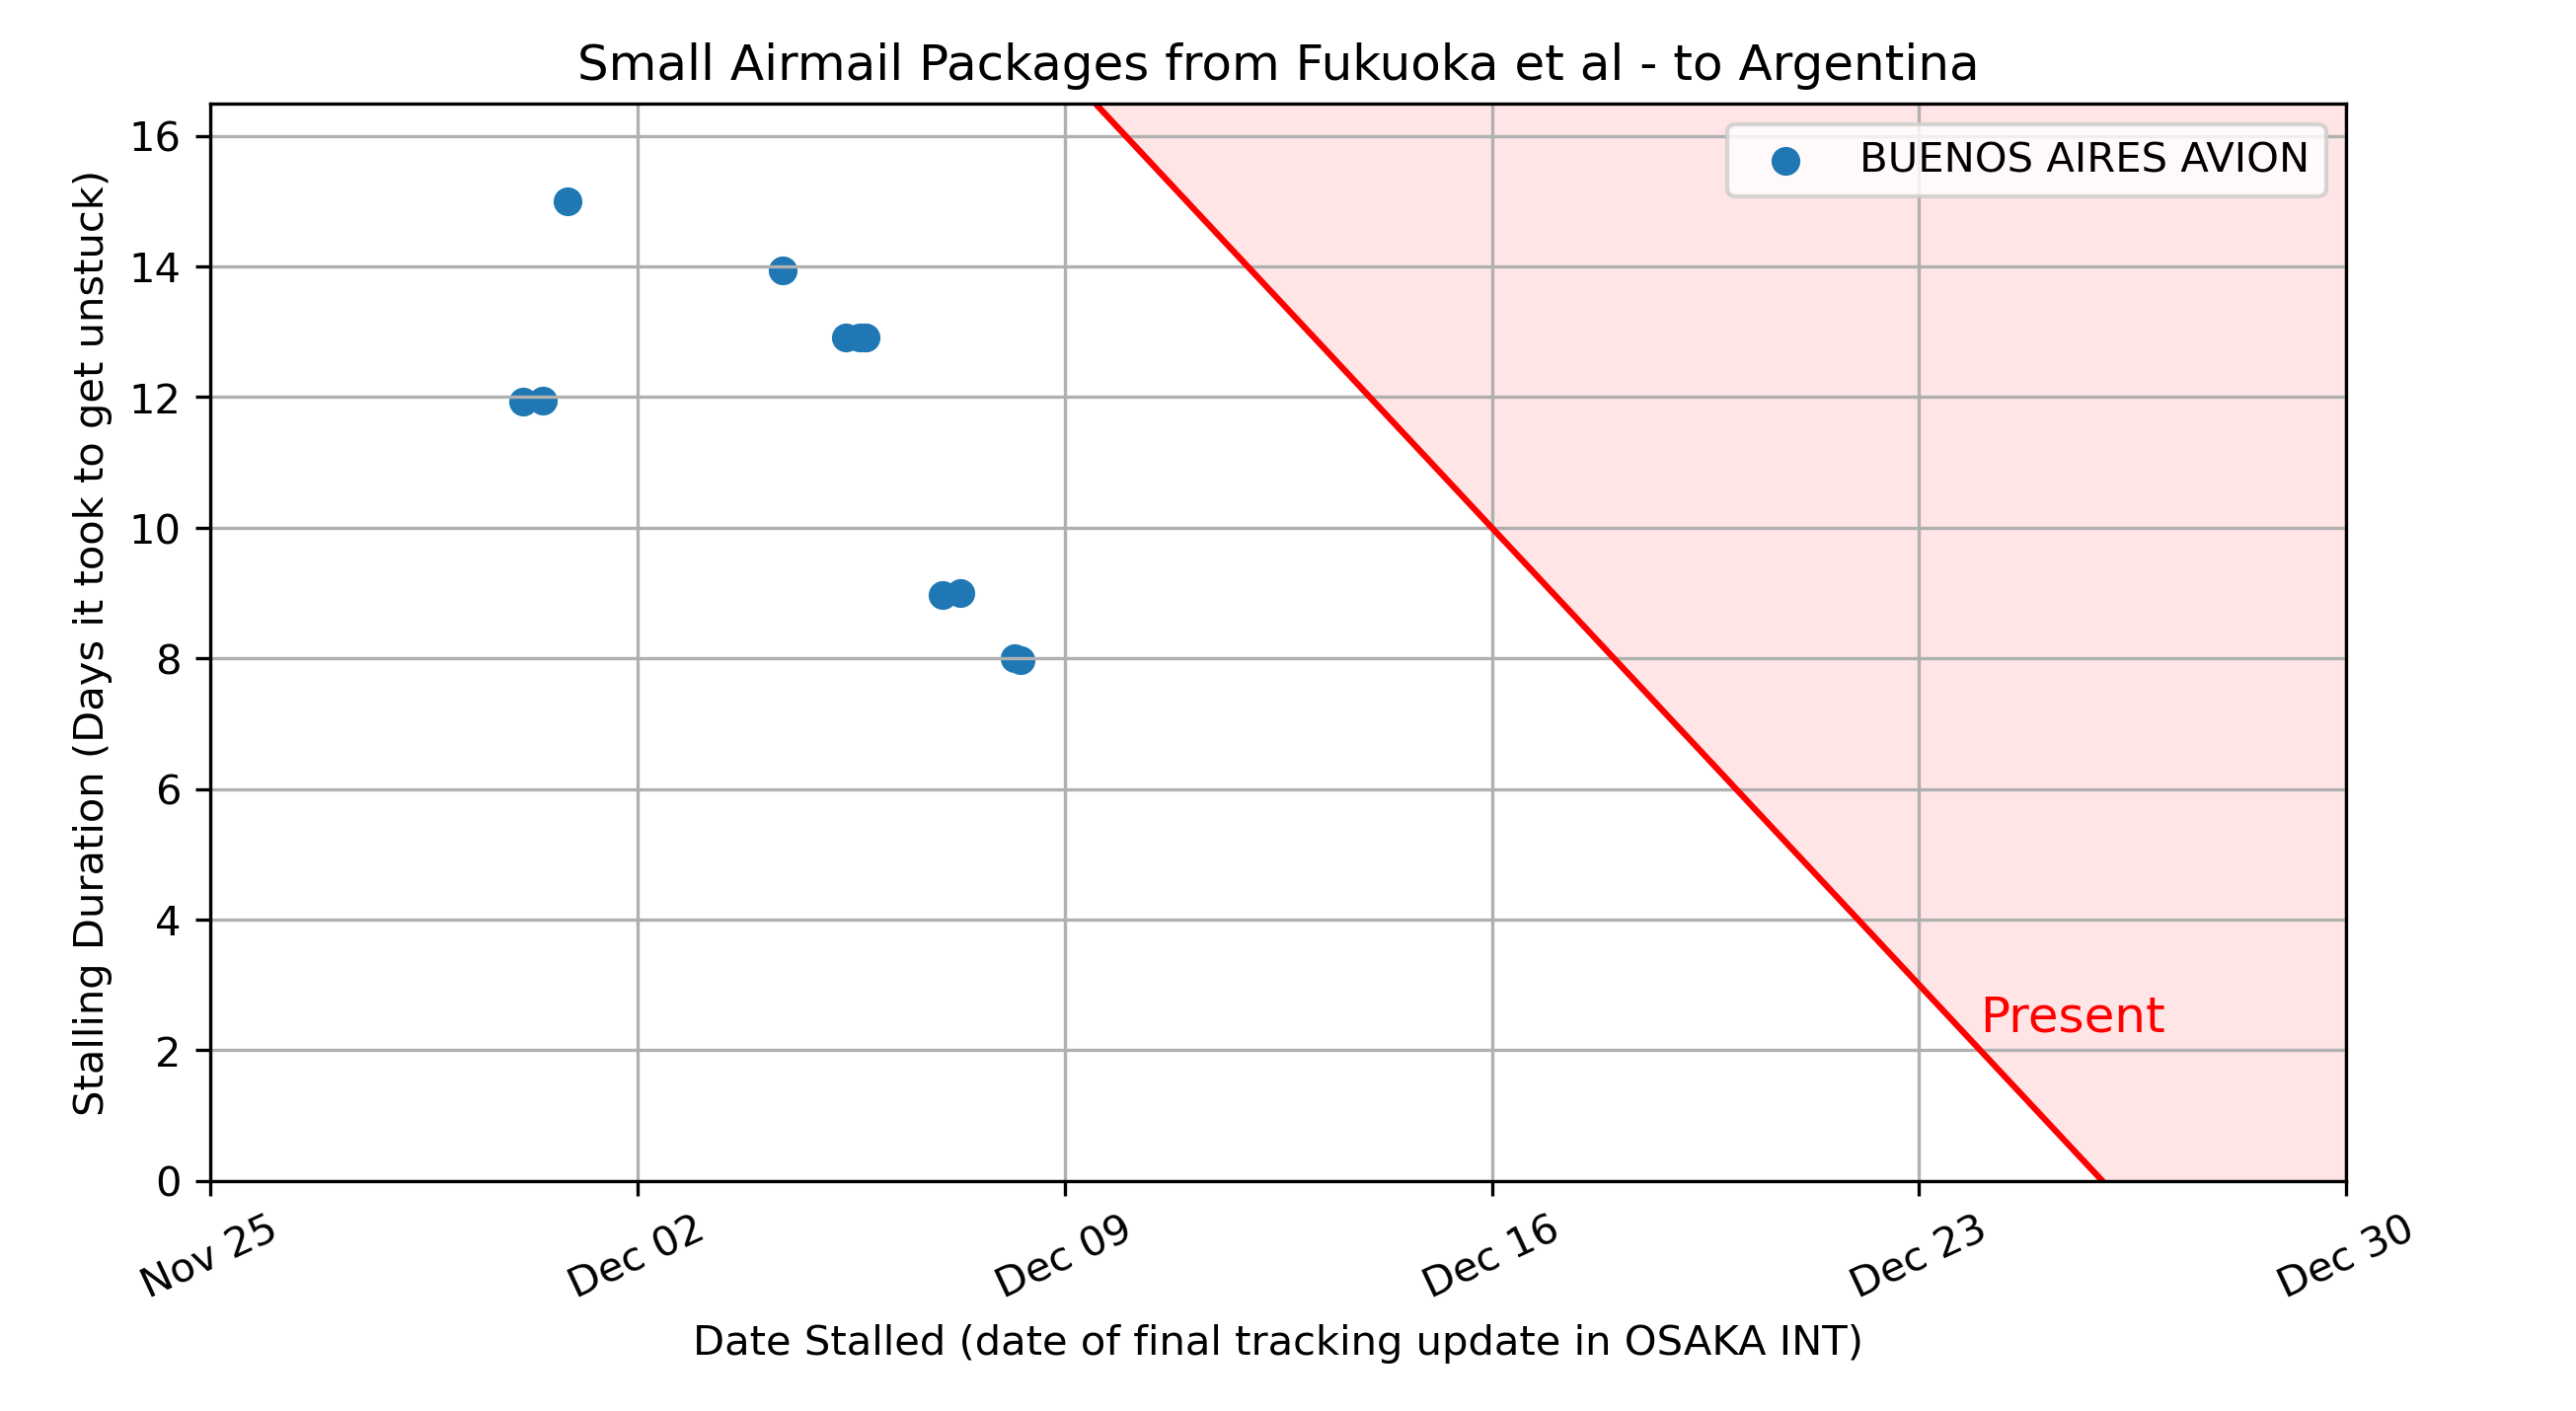 Small Airmail Packages from Fukuoka et al - to Argentina
BUENOS AIRES AVION
Stalling Duration (Days it took to get unstuck)
16
14
12
10
8
6
4
2
0
Present
Nov 25
Dec 02
Dec 09
Dec 16
Dec 23
Dec 30
Date Stalled (date of final tracking update in OSAKA INT)